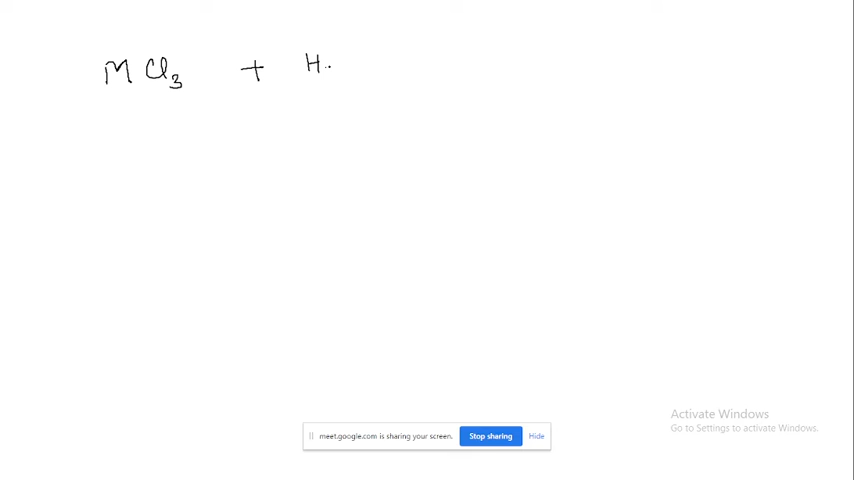 MCl₃ + H.
meet.google.com is sharing your screen. Stop sharing Hide
Activate Windows
Go to Settings to activate Windows.